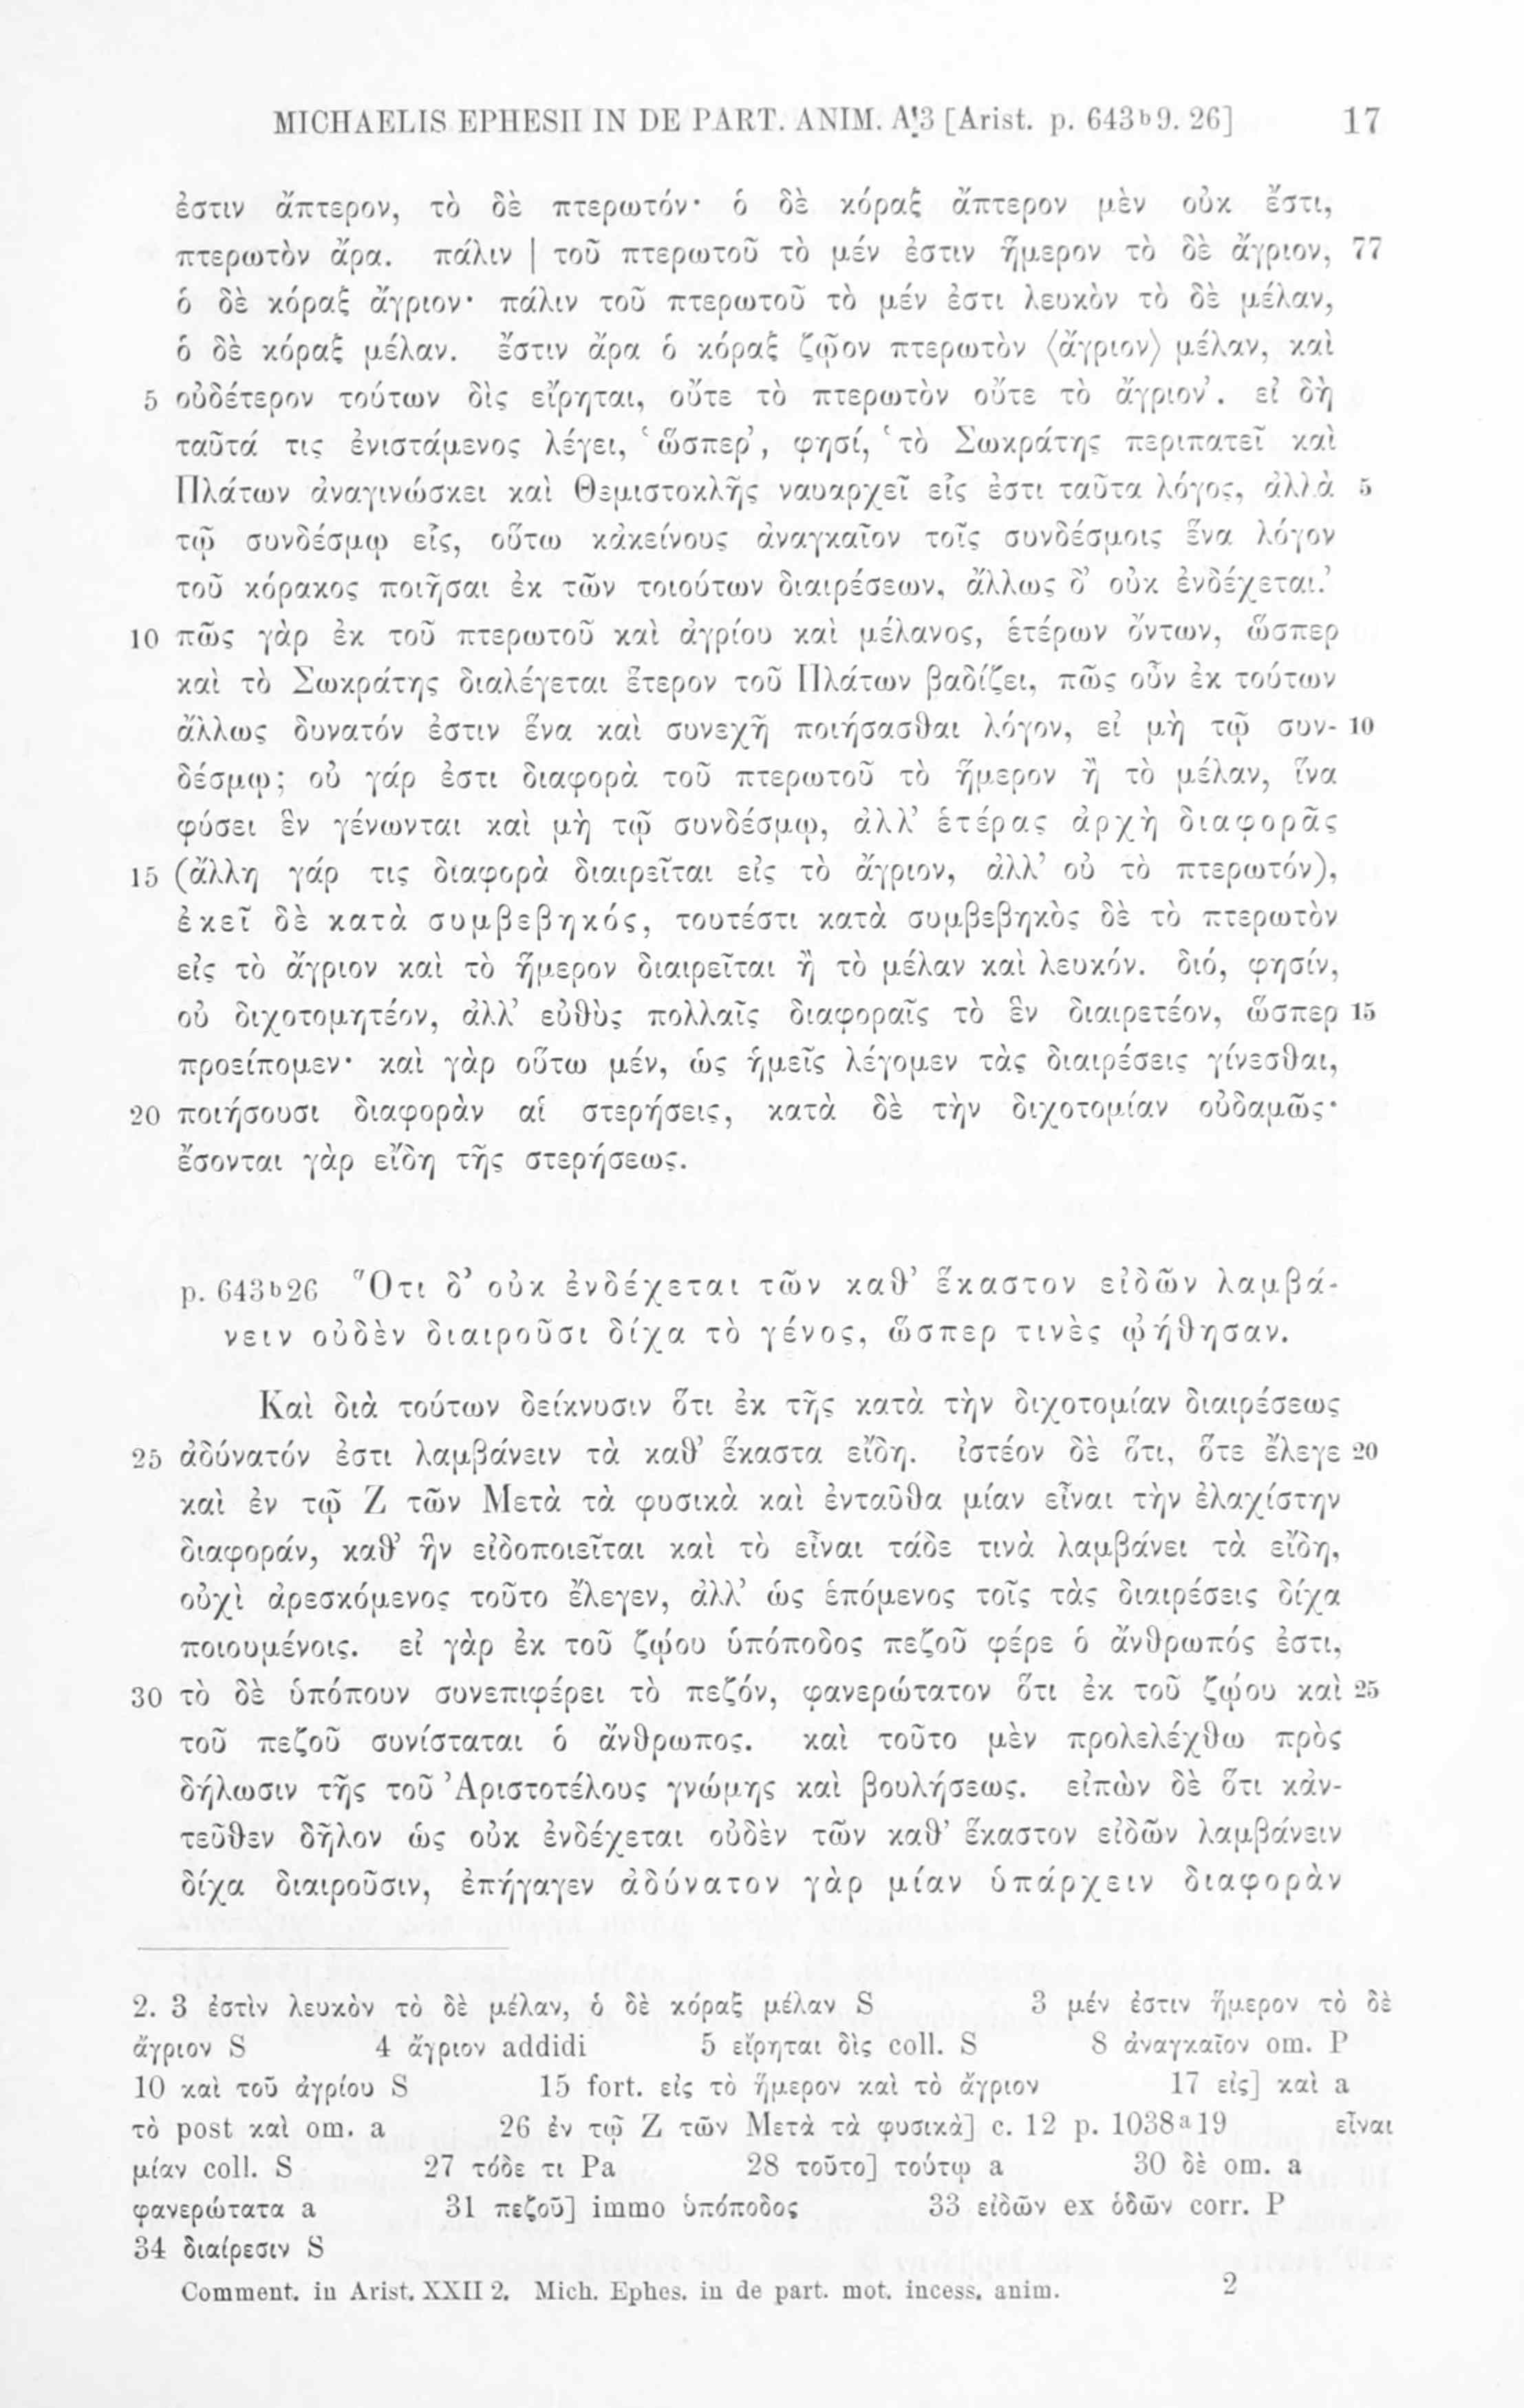 MICHAELIS EPHESII IN DE PART. ANIM. A 3 [Arist. p. 643b9. 26] 17
ἐστιν ἄπτερον, τὸ δὲ πτερωτόν· ὁ δὲ κόραξ ἄπτερον μὲν οὐκ ἔστι,
πτερωτὸν ἄρα. πάλιν | τοῦ πτερωτοῦ τὸ μέν ἐστιν ἥμερον τὸ δὲ ἄγριον, 77
ὁ δὲ κόραξ ἄγριον· πάλιν τοῦ πτερωτοῦ τὸ μέν ἐστι λευκὸν τὸ δὲ μέλαν,
ὁ δὲ κόραξ μέλαν. ἔστιν ἄρα ὁ κόραξ ζῷον πτερωτὸν ⟨ἄγριον⟩ μέλαν, καὶ
5 οὐδέτερον τούτων δὶς εἴρηται, οὔτε τὸ πτερωτὸν οὔτε τὸ ἄγριον’. εἰ δὴ
ταῦτά τις ἐνιστάμενος λέγει, ‘ὥσπερ’, φησί, ‘τὸ Σωκράτης περιπατεῖ καὶ
Πλάτων ἀναγινώσκει καὶ Θεμιστοκλῆς ναυαρχεῖ εἷς ἐστι ταῦτα λόγος, ἀλλὰ 5
τῷ συνδέσμῳ εἷς, οὕτω κἀκείνους ἀναγκαῖον τοῖς συνδέσμοις ἕνα λόγον
τοῦ κόρακος ποιῆσαι ἐκ τῶν τοιούτων διαιρέσεων, ἄλλως δ’ οὐκ ἐνδέχεται.’
10 πῶς γὰρ ἐκ τοῦ πτερωτοῦ καὶ ἀγρίου καὶ μέλανος, ἑτέρων ὄντων, ὥσπερ
καὶ τὸ Σωκράτης διαλέγεται ἕτερον τοῦ Πλάτων βαδίζει, πῶς οὖν ἐκ τούτων
ἄλλως δυνατόν ἐστιν ἕνα καὶ συνεχῆ ποιήσασθαι λόγον, εἰ μὴ τῷ συν- 10
δέσμῳ; οὐ γάρ ἐστι διαφορὰ τοῦ πτερωτοῦ τὸ ἥμερον ἢ τὸ μέλαν, ἵνα
φύσει ἓν γένωνται καὶ μὴ τῷ συνδέσμῳ, ἀλλ’ ἑτέρας ἀρχὴ διαφορᾶς
15 (ἄλλη γάρ τις διαφορὰ διαιρεῖται εἰς τὸ ἄγριον, ἀλλ’ οὐ τὸ πτερωτόν),
ἐκεῖ δὲ κατὰ συμβεβηκός, τουτέστι κατὰ συμβεβηκὸς δὲ τὸ πτερωτὸν
εἰς τὸ ἄγριον καὶ τὸ ἥμερον διαιρεῖται ἢ τὸ μέλαν καὶ λευκόν. διό, φησίν,
οὐ διχοτομητέον, ἀλλ’ εὐθὺς πολλαῖς διαφοραῖς τὸ ἓν διαιρετέον, ὥσπερ 15
προείπομεν· καὶ γὰρ οὕτω μέν, ὡς ἡμεῖς λέγομεν τὰς διαιρέσεις γίνεσθαι,
20 ποιήσουσι διαφορὰν αἱ στερήσεις, κατὰ δὲ τὴν διχοτομίαν οὐδαμῶς·
ἔσονται γὰρ εἴδη τῆς στερήσεως.
p. 643b26 Ὅτι δ’ οὐκ ἐνδέχεται τῶν καθ’ ἕκαστον εἰδῶν λαμβά-
νειν οὐδὲν διαιροῦσι δίχα τὸ γένος, ὥσπερ τινὲς ᾠήθησαν.
Καὶ διὰ τούτων δείκνυσιν ὅτι ἐκ τῆς κατὰ τὴν διχοτομίαν διαιρέσεως
25 ἀδύνατόν ἐστι λαμβάνειν τὰ καθ’ ἕκαστα εἴδη. ἰστέον δὲ ὅτι, ὅτε ἔλεγε 20
καὶ ἐν τῷ Ζ τῶν Μετὰ τὰ φυσικὰ καὶ ἐνταῦθα μίαν εἶναι τὴν ἐλαχίστην
διαφοράν, καθ’ ἣν εἰδοποιεῖται καὶ τὸ εἶναι τάδε τινὰ λαμβάνει τὰ εἴδη,
οὐχὶ ἀρεσκόμενος τοῦτο ἔλεγεν, ἀλλ’ ὡς ἑπόμενος τοῖς τὰς διαιρέσεις δίχα
ποιουμένοις. εἰ γὰρ ἐκ τοῦ ζῴου ὑπόποδος πεζοῦ φέρε ὁ ἄνθρωπός ἐστι,
30 τὸ δὲ ὑπόπουν συνεπιφέρει τὸ πεζόν, φανερώτατον ὅτι ἐκ τοῦ ζῴου καὶ 25
τοῦ πεζοῦ συνίσταται ὁ ἄνθρωπος. καὶ τοῦτο μὲν προλελέχθω πρὸς
δήλωσιν τῆς τοῦ Ἀριστοτέλους γνώμης καὶ βουλήσεως. εἰπὼν δὲ ὅτι κἀν-
τεῦθεν δῆλον ὡς οὐκ ἐνδέχεται οὐδὲν τῶν καθ’ ἕκαστον εἰδῶν λαμβάνειν
δίχα διαιροῦσιν, ἐπήγαγεν ἀδύνατον γὰρ μίαν ὑπάρχειν διαφορὰν
2. 3 ἐστὶν λευκὸν τὸ δὲ μέλαν, ὁ δὲ κόραξ μέλαν S 3 μέν ἐστιν ἥμερον τὸ δὲ
ἄγριον S 4 ἄγριον addidi 5 εἴρηται δὶς coll. S 8 ἀναγκαῖον om. P
10 καὶ τοῦ ἀγρίου S 15 fort. εἰς τὸ ἥμερον καὶ τὸ ἄγριον 17 εἰς] καὶ a
τὸ post καὶ om. a 26 ἐν τῷ Ζ τῶν Μετὰ τὰ φυσικὰ] c. 12 p. 1038a19 εἶναι
μίαν coll. S 27 τόδε τι Pa 28 τοῦτο] τούτῳ a 30 δὲ om. a
φανερώτατα a 31 πεζοῦ] immo ὑπόποδος 33 εἰδῶν ex ὁδῶν corr. P
34 διαίρεσιν S
Comment. in Arist. XXII 2. Mich. Ephes. in de part. mot. incess. anim. 2